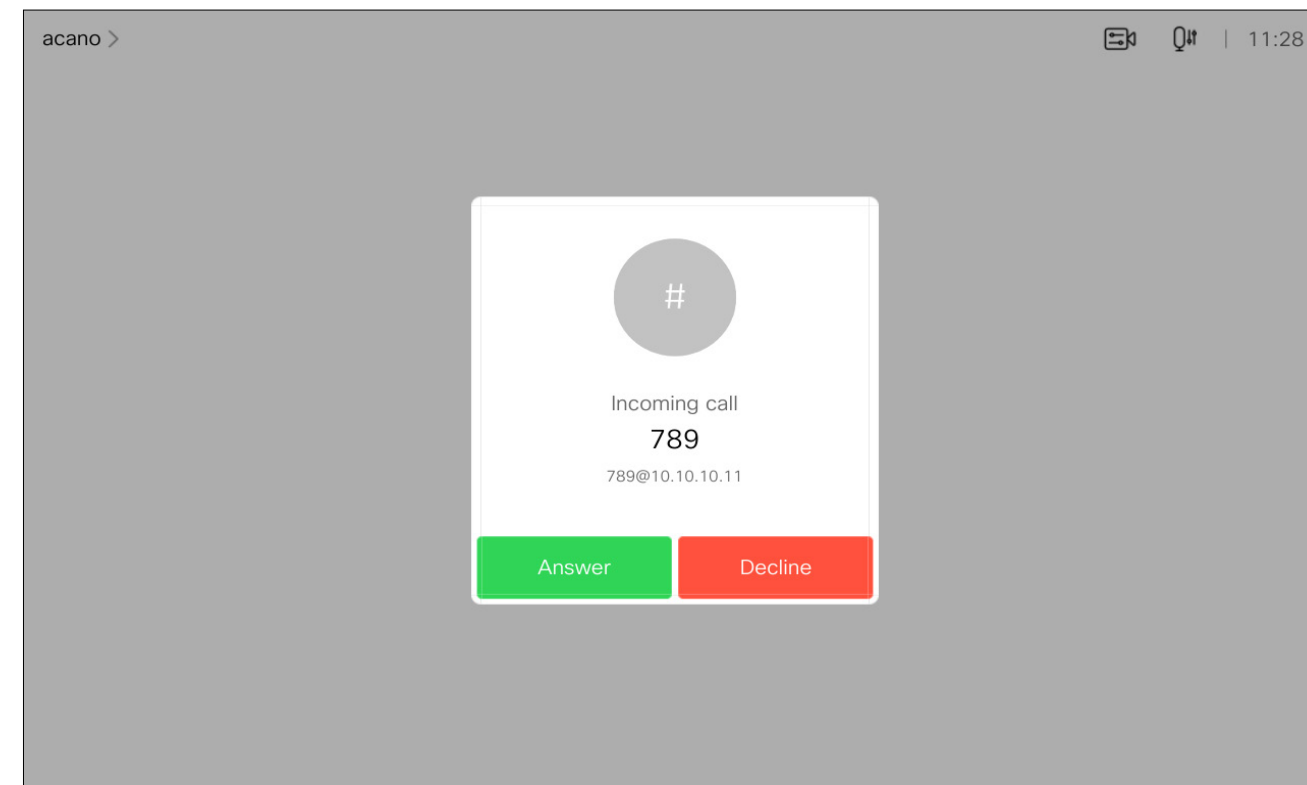 acano >
| 11:28
#
Incoming call
789
789@10.10.10.11
Answer
Decline